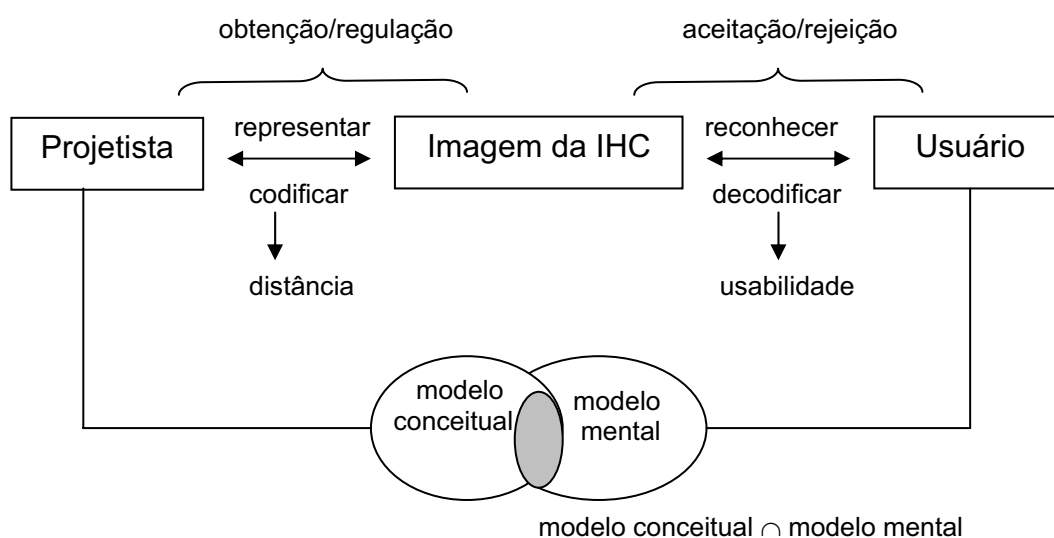 obtenção/regulação
aceitação/rejeição
Projetista
representar
codificar
distância
Imagem da IHC
reconhecer
decodificar
usabilidade
Usuário
modelo
conceitual
modelo
mental
modelo conceitual ∩ modelo mental